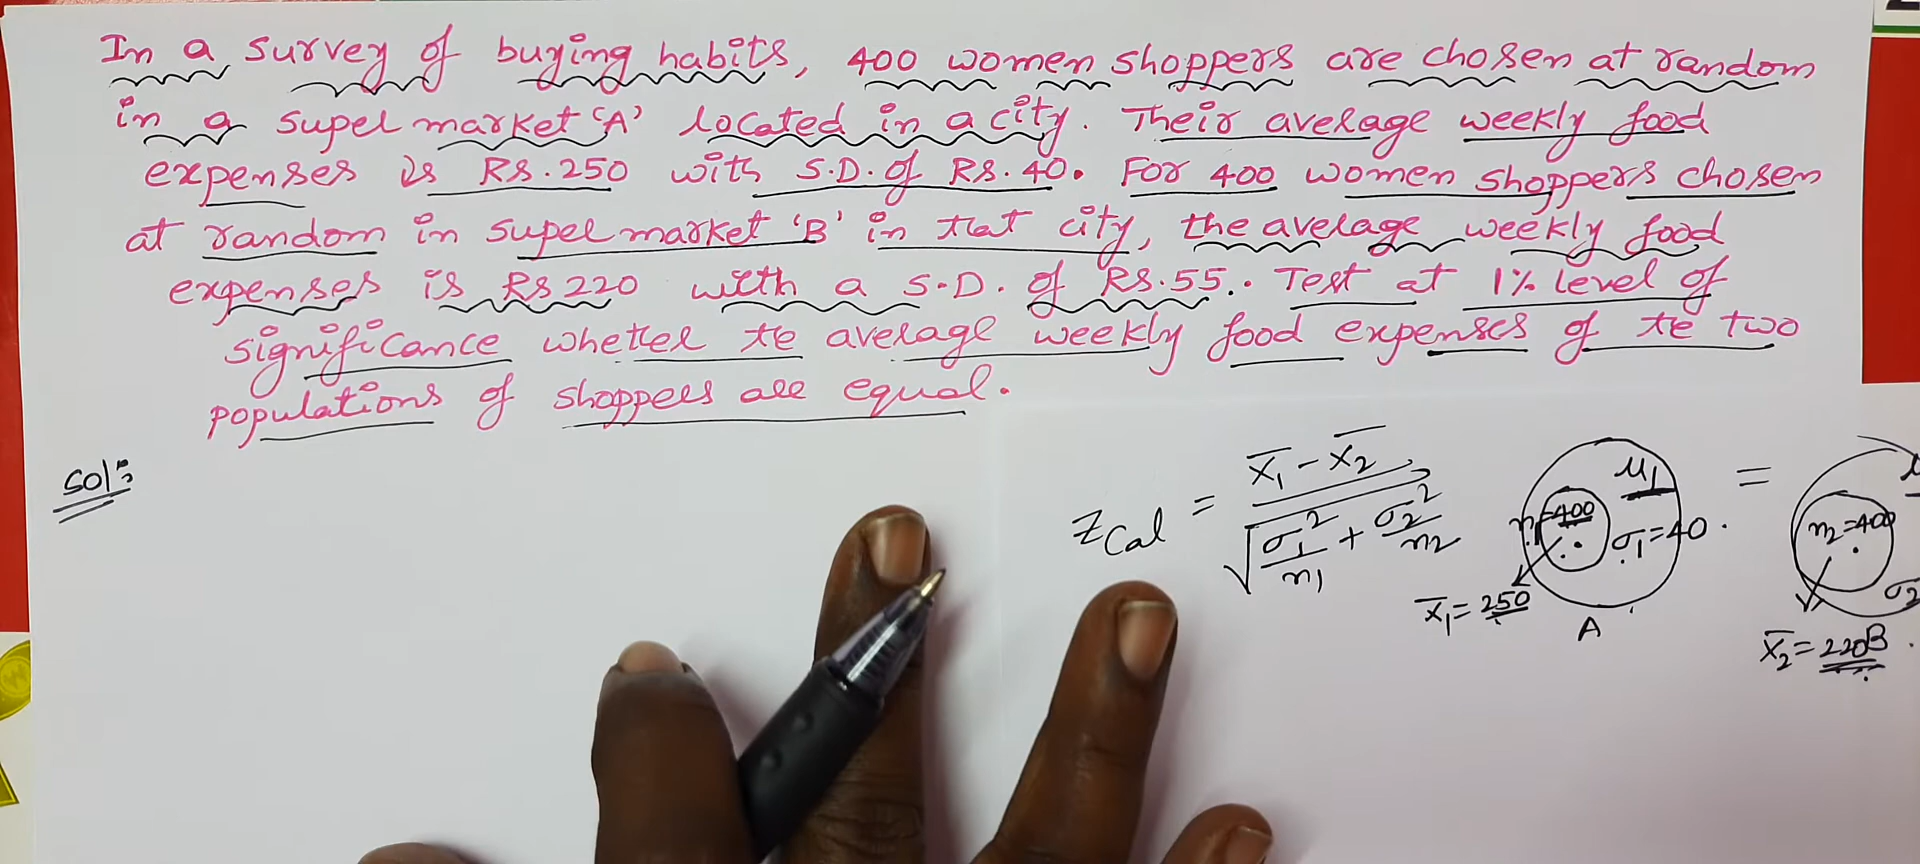 In a survey of buying habits, 400 women shoppers are chosen at random
in a super market 'A' located in a city. Their average weekly food
expenses is RS.250 with S.D. of RS.40. For 400 women shoppers chosen
at random in super market 'B' in that city, the average weekly food
expenses is RS 220 with a S.D. of RS.55.. Test at 1% level of
significance whether the average weekly food expenses of the two
populations of shoppers are equal.
Sol:
Z_Cal = (x̄₁ - x̄₂) / √(σ₁²/n₁ + σ₂²/n₂)
μ₁ =
n₁=400 σ₁=40.
x̄₁=250
A
n₂=400
σ₂
x̄₂=220 B